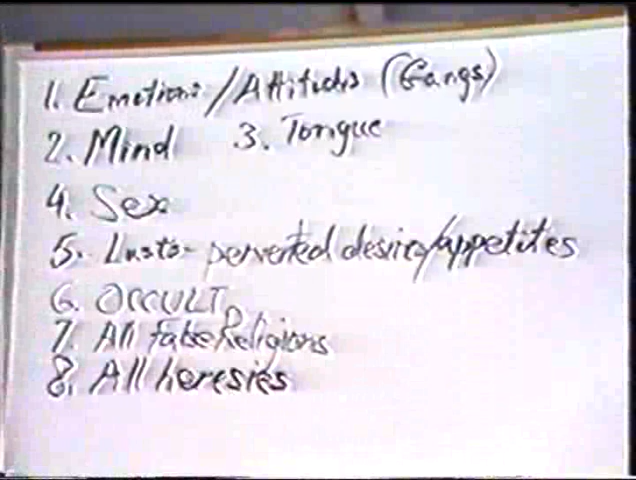 1. Emotions/Attitudes (Gangs)
2. Mind 3. Tongue
4. Sex
5. Lusts - perverted desires/appetites
6. OCCULT
7. All false Religions
8. All heresies